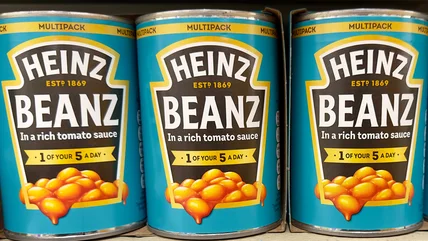 MULTIPACK
HEINZ
ESTD 1869
BEANZ
In a rich tomato sauce
1 OF YOUR 5 A DAY
MULTIPACK
HEINZ
ESTD 1869
BEANZ
In a rich tomato sauce
1 OF YOUR 5 A DAY
MULTIPACK
HEINZ
ESTD 1869
BEANZ
In a rich tomato sauce
1 OF YOUR 5 A DAY